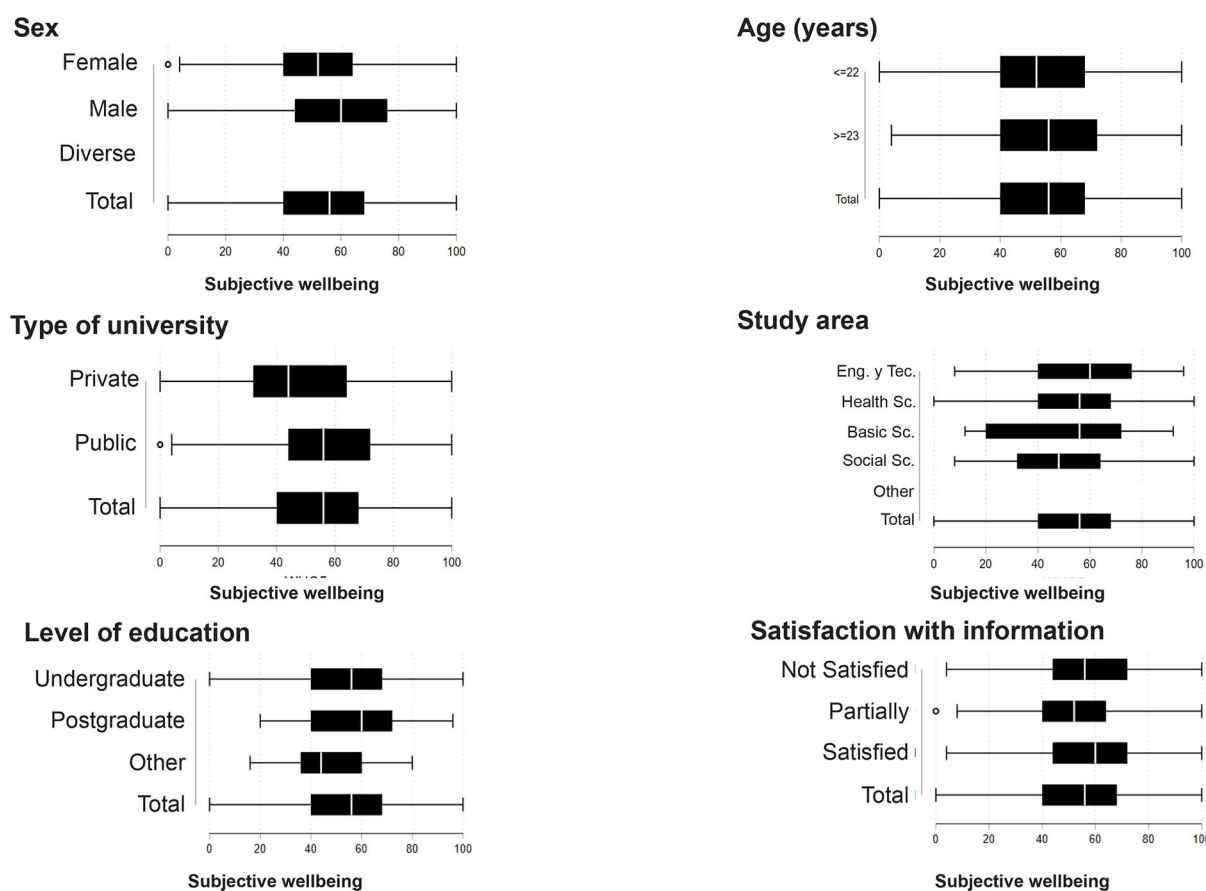 Sex
Female
Male
Diverse
Total
0 20 40 60 80 100
Subjective wellbeing
Age (years)
<=22
>=23
Total
0 20 40 60 80 100
Subjective wellbeing
Type of university
Private
Public
Total
0 20 40 60 80 100
Subjective wellbeing
Study area
Eng. y Tec.
Health Sc.
Basic Sc.
Social Sc.
Other
Total
0 20 40 60 80 100
Subjective wellbeing
Level of education
Undergraduate
Postgraduate
Other
Total
0 20 40 60 80 100
Subjective wellbeing
Satisfaction with information
Not Satisfied
Partially
Satisfied
Total
0 20 40 60 80 100
Subjective wellbeing